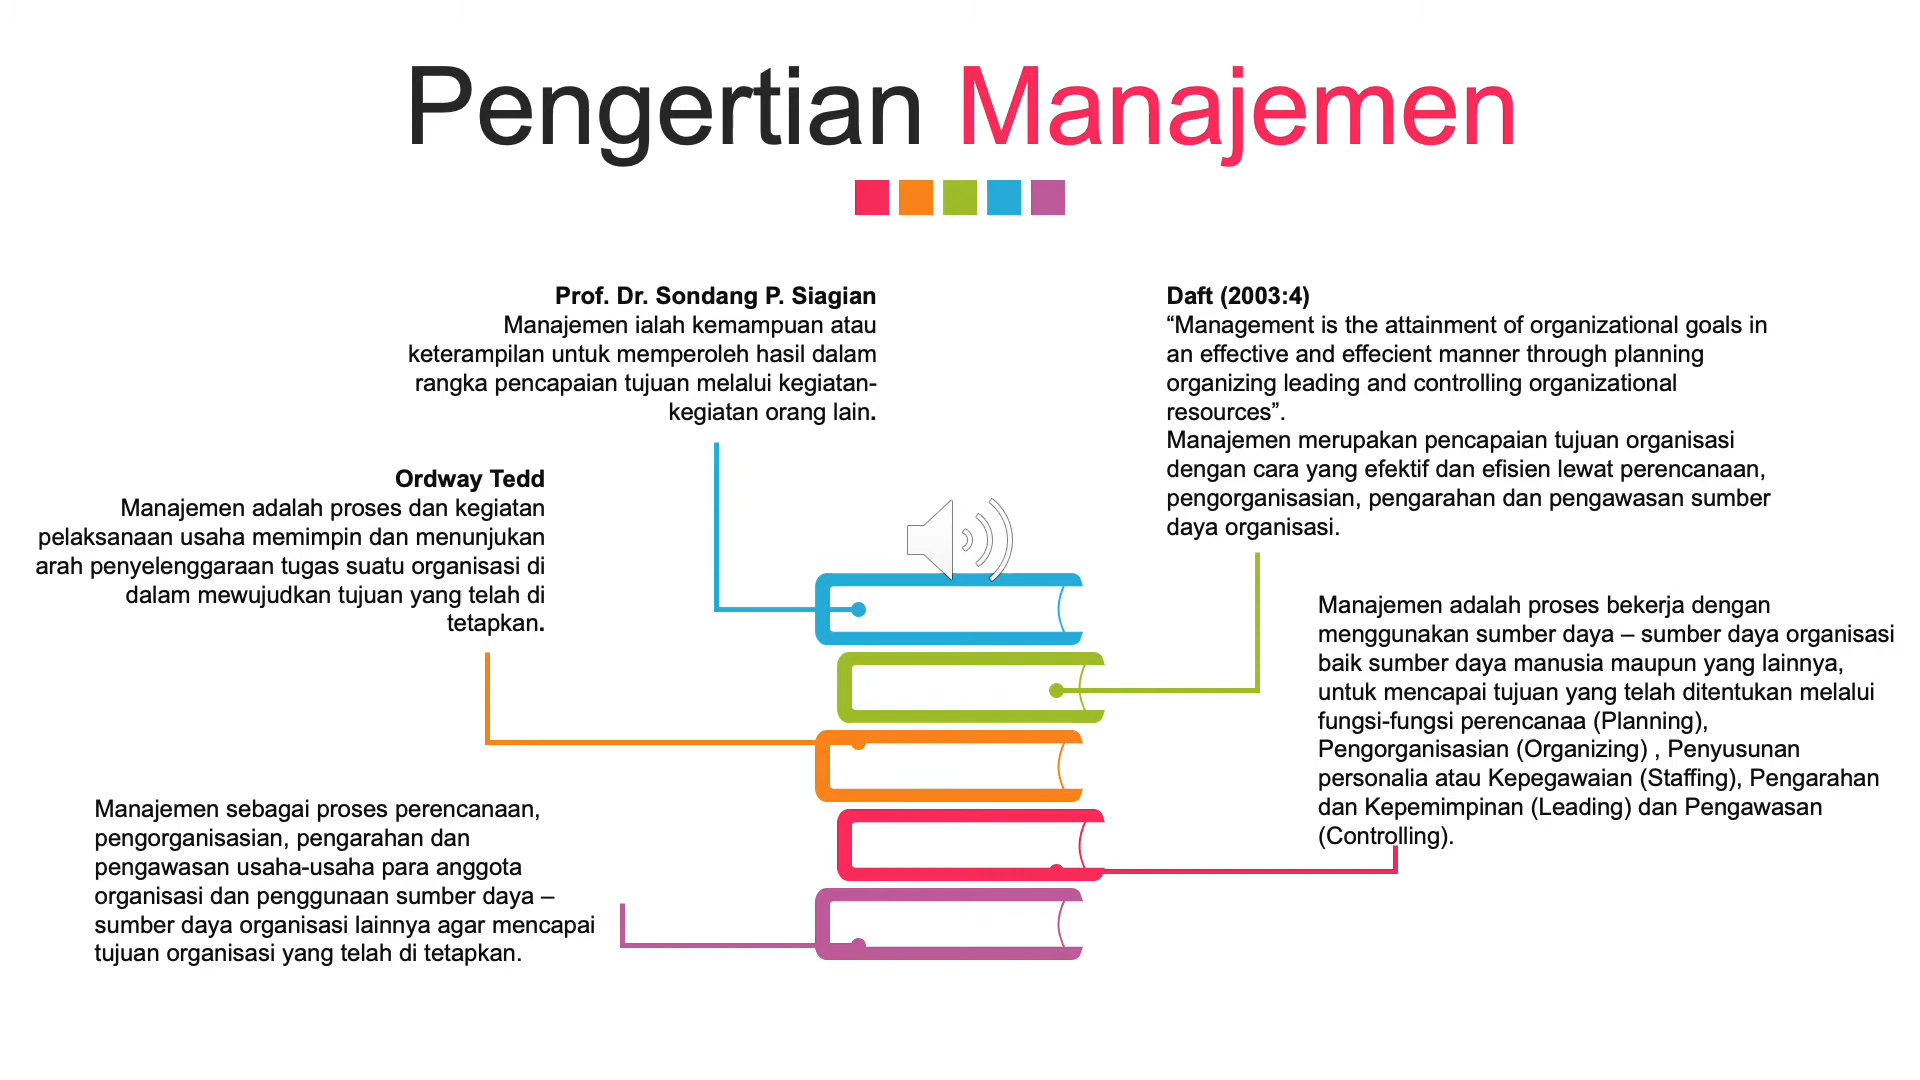 Pengertian Manajemen
Prof. Dr. Sondang P. Siagian
Manajemen ialah kemampuan atau
keterampilan untuk memperoleh hasil dalam
rangka pencapaian tujuan melalui kegiatan-
kegiatan orang lain.
Ordway Tedd
Manajemen adalah proses dan kegiatan
pelaksanaan usaha memimpin dan menunjukan
arah penyelenggaraan tugas suatu organisasi di
dalam mewujudkan tujuan yang telah di
tetapkan.
Manajemen sebagai proses perencanaan,
pengorganisasian, pengarahan dan
pengawasan usaha-usaha para anggota
organisasi dan penggunaan sumber daya –
sumber daya organisasi lainnya agar mencapai
tujuan organisasi yang telah di tetapkan.
Daft (2003:4)
“Management is the attainment of organizational goals in
an effective and effecient manner through planning
organizing leading and controlling organizational
resources”.
Manajemen merupakan pencapaian tujuan organisasi
dengan cara yang efektif dan efisien lewat perencanaan,
pengorganisasian, pengarahan dan pengawasan sumber
daya organisasi.
Manajemen adalah proses bekerja dengan
menggunakan sumber daya – sumber daya organisasi
baik sumber daya manusia maupun yang lainnya,
untuk mencapai tujuan yang telah ditentukan melalui
fungsi-fungsi perencanaa (Planning),
Pengorganisasian (Organizing) , Penyusunan
personalia atau Kepegawaian (Staffing), Pengarahan
dan Kepemimpinan (Leading) dan Pengawasan
(Controlling).